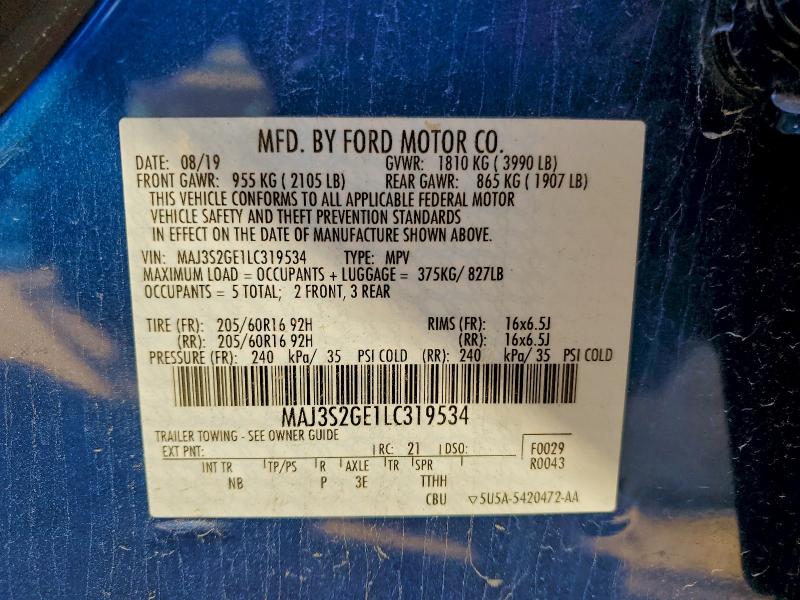 MFD. BY FORD MOTOR CO.
DATE: 08/19 GVWR: 1810 KG ( 3990 LB)
FRONT GAWR: 955 KG ( 2105 LB) REAR GAWR: 865 KG ( 1907 LB)
THIS VEHICLE CONFORMS TO ALL APPLICABLE FEDERAL MOTOR
VEHICLE SAFETY AND THEFT PREVENTION STANDARDS
IN EFFECT ON THE DATE OF MANUFACTURE SHOWN ABOVE.
VIN: MAJ3S2GE1LC319534 TYPE: MPV
MAXIMUM LOAD = OCCUPANTS + LUGGAGE = 375KG/ 827LB
OCCUPANTS = 5 TOTAL; 2 FRONT, 3 REAR
TIRE (FR): 205/60R16 92H RIMS (FR): 16x6.5J
(RR): 205/60R16 92H (RR): 16x6.5J
PRESSURE (FR): 240 kPa/ 35 PSI COLD (RR): 240 kPa/ 35 PSI COLD
MAJ3S2GE1LC319534
TRAILER TOWING - SEE OWNER GUIDE
EXT PNT: RC: 21 DSO: F0029
INT TR TP/PS R AXLE TR SPR R0043
NB P 3E TTHH
CBU ▽5U5A-5420472-AA